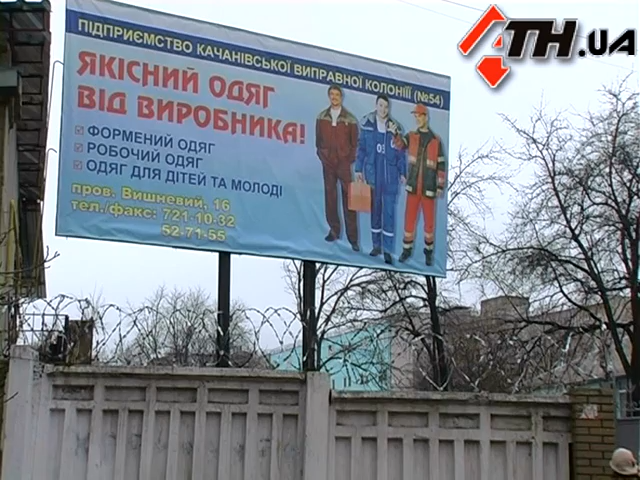 ПІДПРИЄМСТВО КАЧАНІВСЬКОЇ ВИПРАВНОЇ КОЛОНІЇ (№54)
ЯКІСНИЙ ОДЯГ
ВІД ВИРОБНИКА!
ФОРМЕНИЙ ОДЯГ
РОБОЧИЙ ОДЯГ
ОДЯГ ДЛЯ ДІТЕЙ ТА МОЛОДІ
пров. Вишневий, 16
тел./факс: 721-10-32
52-71-55
АТН.UA